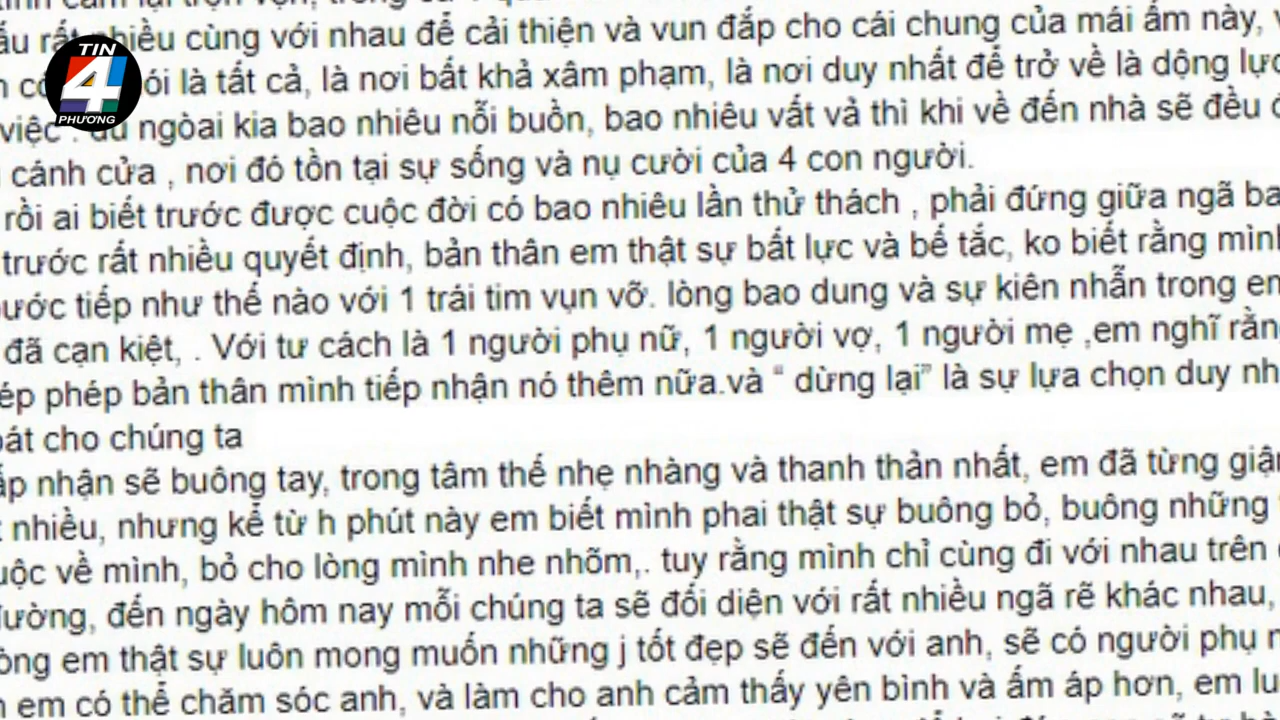 TIN
4
PHƯƠNG
rất nhiều cùng với nhau để cải thiện và vun đắp cho cái chung của mái ấm này,
là tất cả, là nơi bất khả xâm phạm, là nơi duy nhất để trở về là động lực
việc . ngòai kia bao nhiêu nỗi buồn, bao nhiêu vất vả thì khi về đến nhà sẽ đều
cánh cửa , nơi đó tồn tại sự sống và nụ cười của 4 con người.
rồi ai biết trước được cuộc đời có bao nhiêu lần thử thách , phải đứng giữa ngã ba
trước rất nhiều quyết định, bản thân em thật sự bất lực và bế tắc, ko biết rằng mình
tiếp như thế nào với 1 trái tim vụn vỡ. lòng bao dung và sự kiên nhẫn trong em
đã cạn kiệt, . Với tư cách là 1 người phụ nữ, 1 người vợ, 1 người mẹ ,em nghĩ
phép bản thân mình tiếp nhận nó thêm nữa.và “ dừng lại” là sự lựa chọn duy
cho chúng ta
nhận sẽ buông tay, trong tâm thế nhẹ nhàng và thanh thản nhất, em đã từng giận
nhiều, nhưng kể từ h phút này em biết mình phai thật sự buông bỏ, buông những
về mình, bỏ cho lòng mình nhe nhõm,. tuy rằng mình chỉ cùng đi với nhau trên
đến ngày hôm nay mỗi chúng ta sẽ đối diện với rất nhiều ngã rẽ khác nhau,
em thật sự luôn mong muốn những j tốt đẹp sẽ đến với anh, sẽ có người phụ
em có thể chăm sóc anh, và làm cho anh cảm thấy yên bình và ấm áp hơn, em